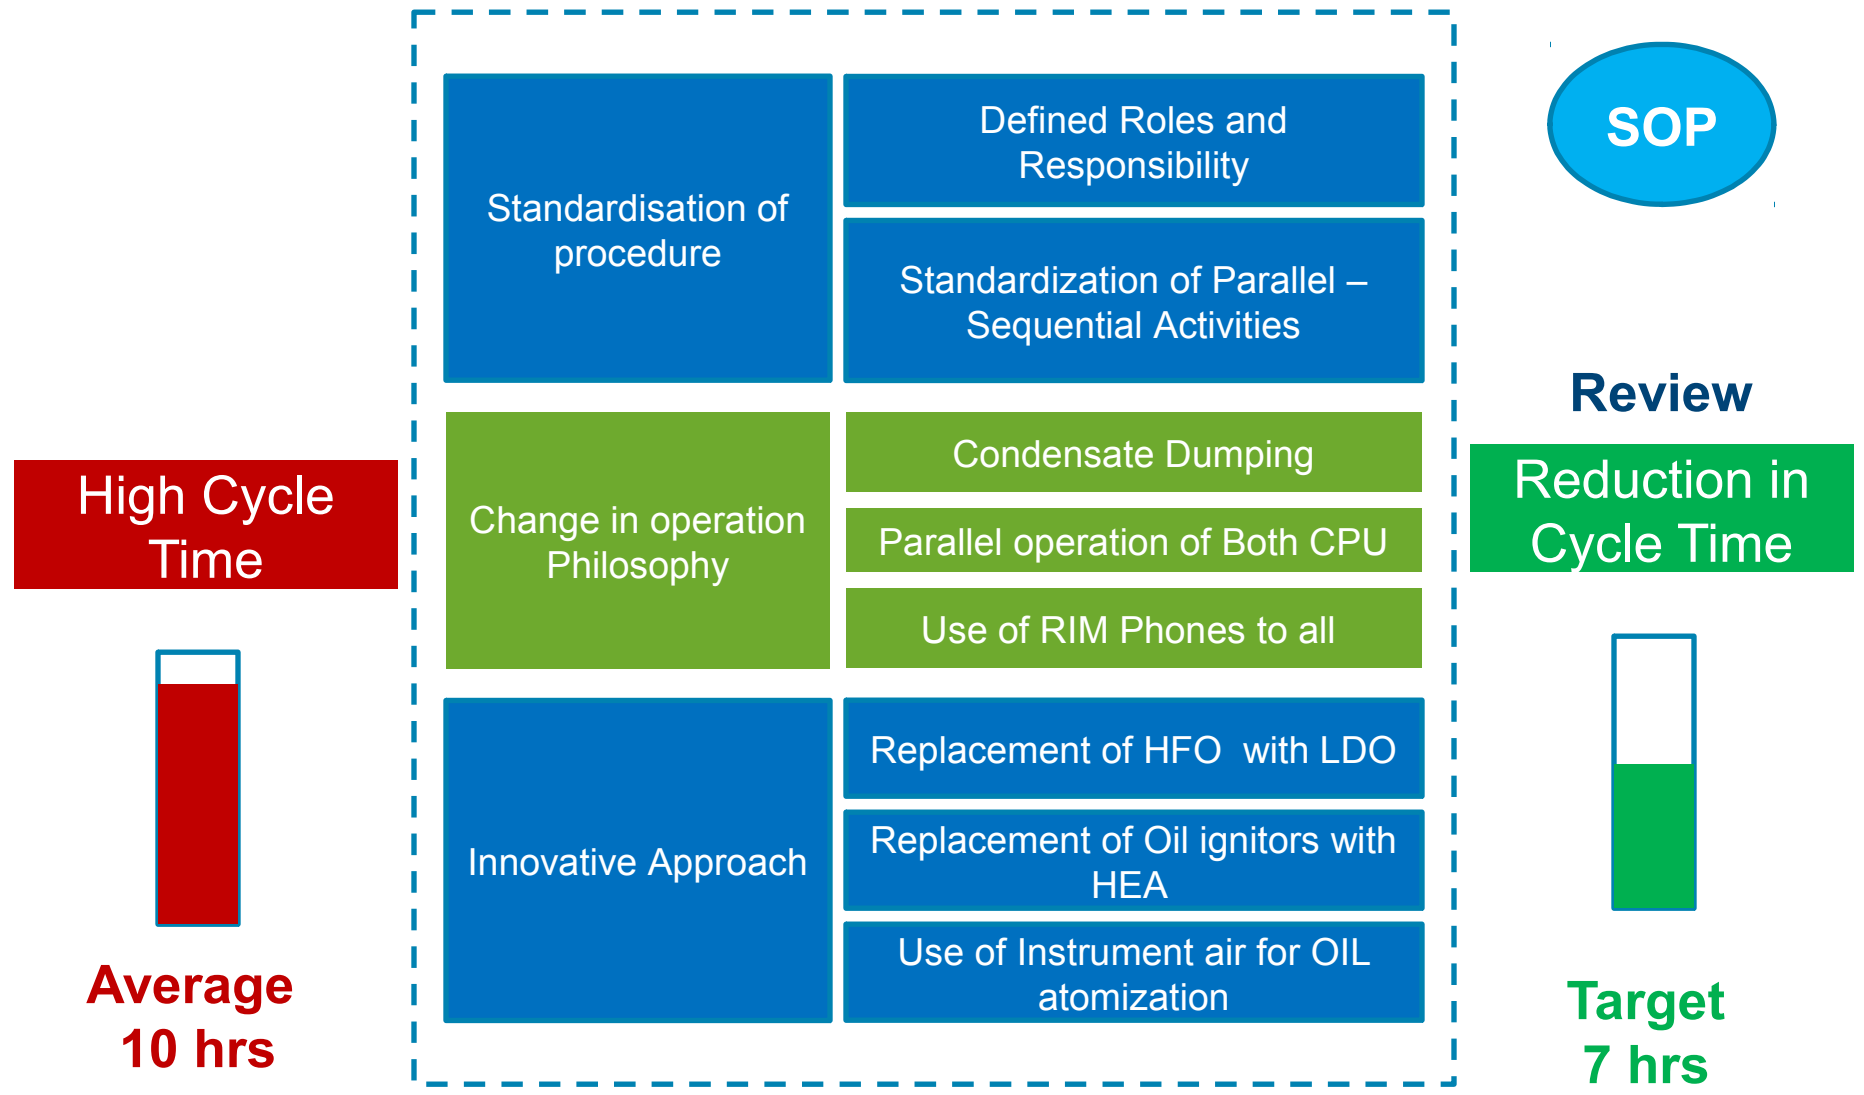 High Cycle
Time
Average
10 hrs
Standardisation of
procedure
Defined Roles and
Responsibility
Standardization of Parallel –
Sequential Activities
Change in operation
Philosophy
Condensate Dumping
Parallel operation of Both CPU
Use of RIM Phones to all
Innovative Approach
Replacement of HFO  with LDO
Replacement of Oil ignitors with
HEA
Use of Instrument air for OIL
atomization
SOP
Review
Reduction in
Cycle Time
Target
7 hrs